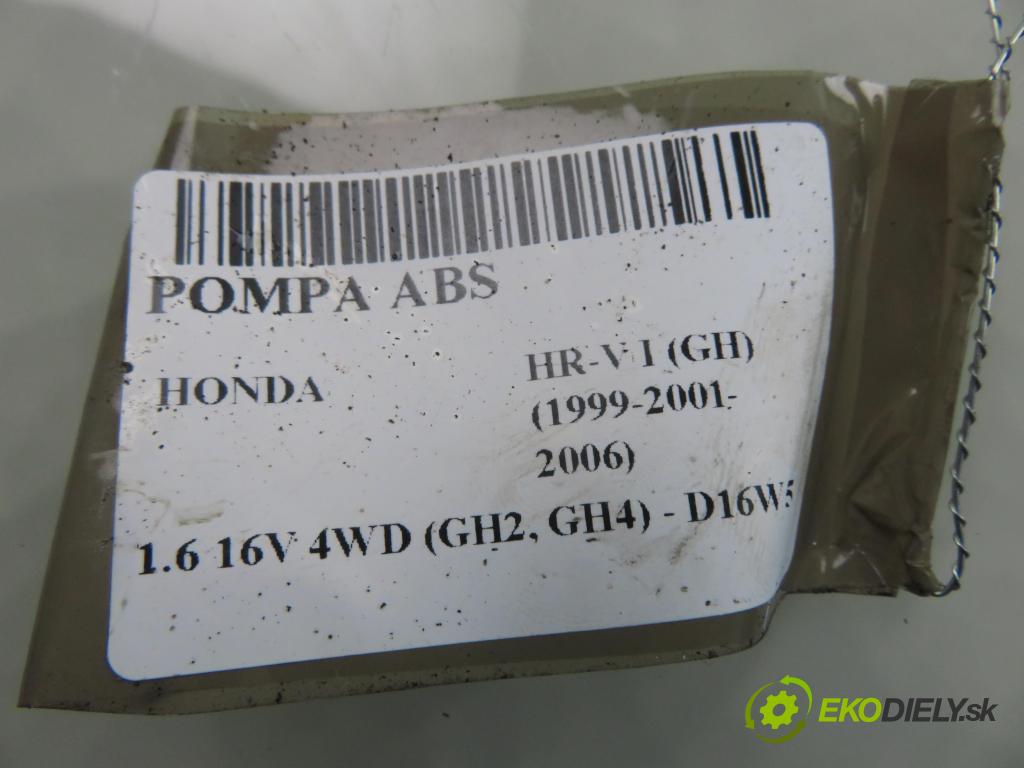 POMPA ABS
HONDA
HR-V I (GH)
(1999-2001-
2006)
1.6 16V 4WD (GH2, GH4) - D16W5
EKODIELY.sk